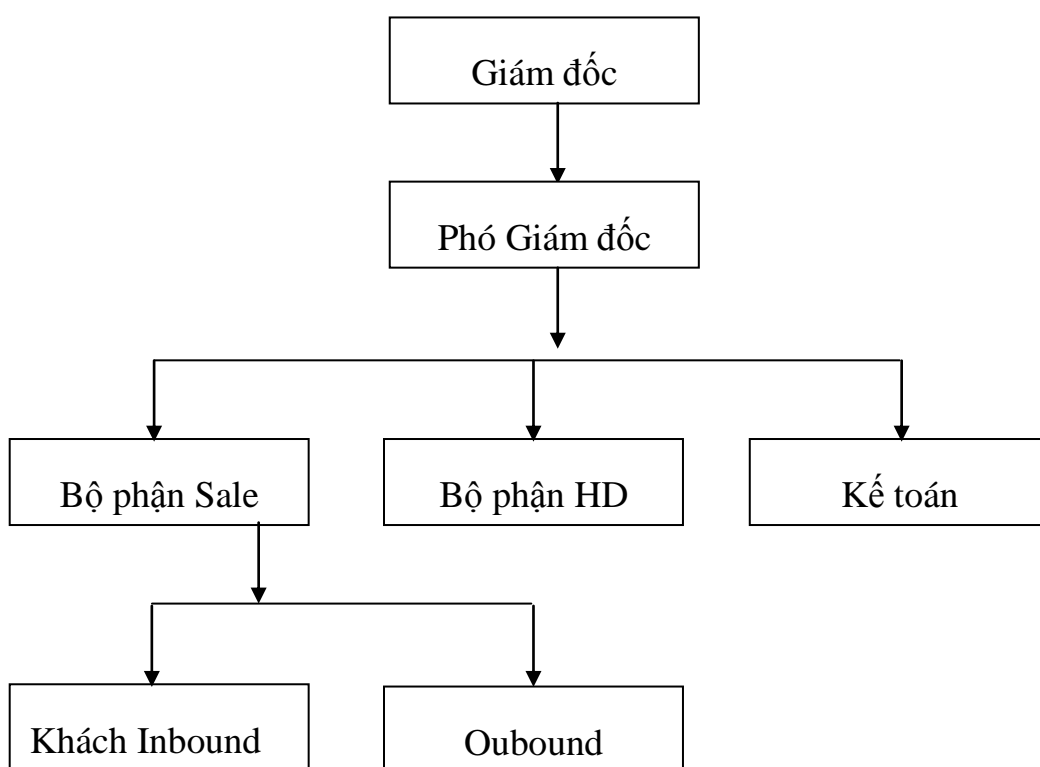 Giám đốc
Phó Giám đốc
Bộ phận Sale
Bộ phận HD
Kế toán
Khách Inbound
Oubound